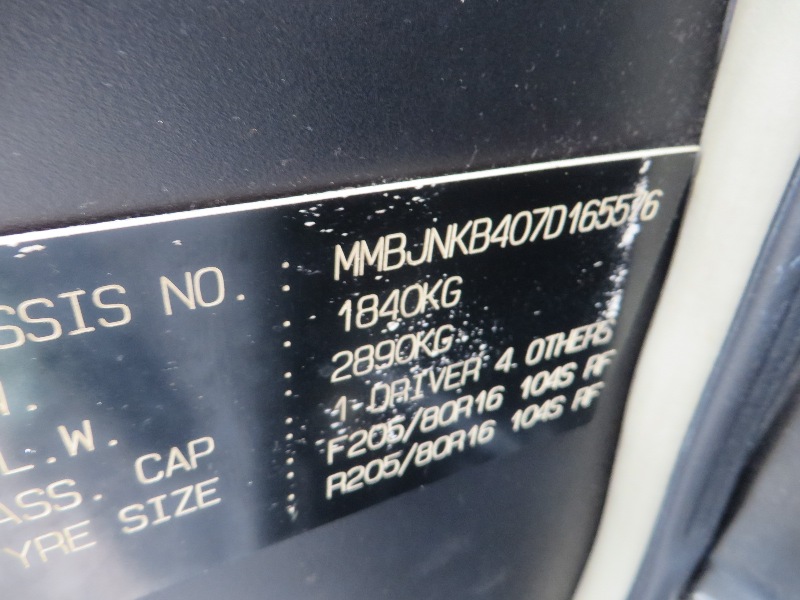 SSIS NO. : MMBJNKB407D165576
: 1840KG
. : 2890KG
L.W. : 1 DRIVER 4 OTHERS
ASS. CAP : F205/80R16 104S RF
YRE SIZE : R205/80R16 104S RF